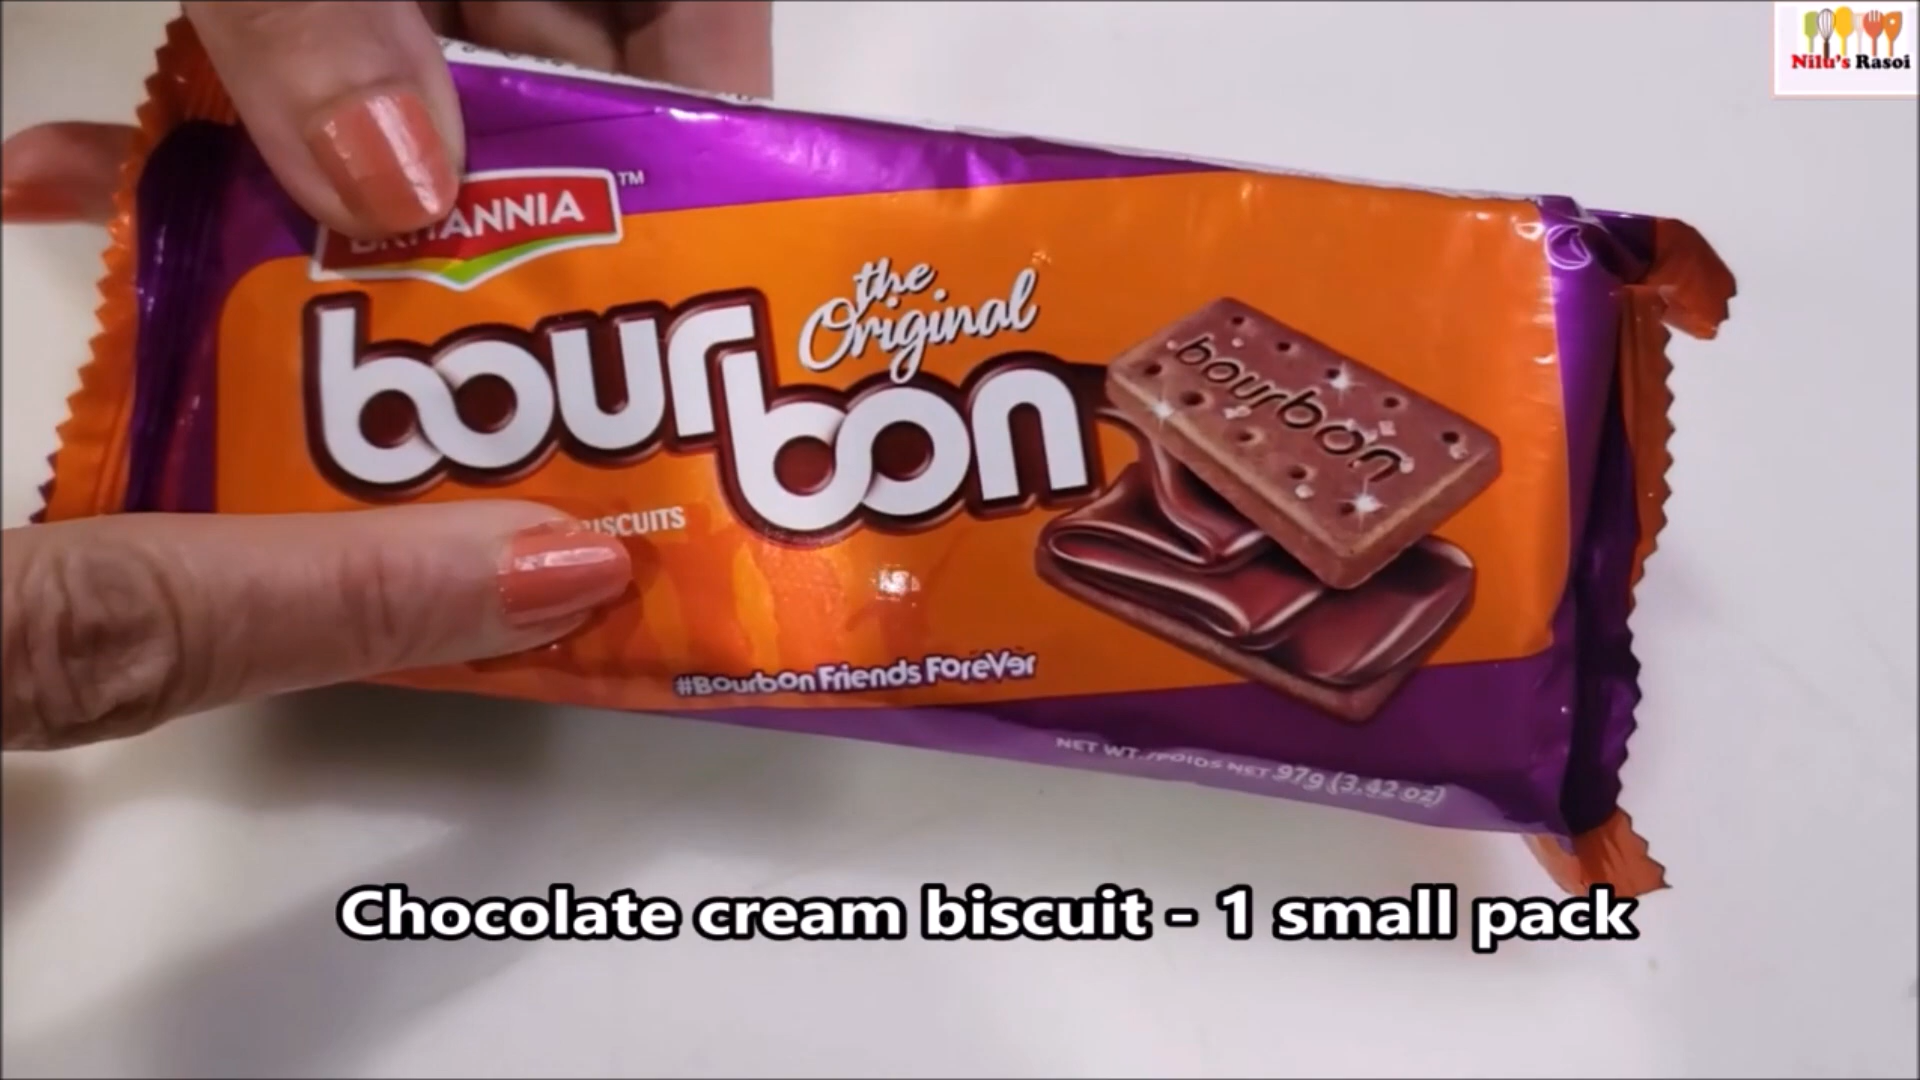 Nilu's Rasoi
BRITANNIA
TM
the
Original
bourbon
bourbon
BISCUITS
#Bourbon Friends ForeVer
NET WT./POIDS NET 97g (3.42 oz)
Chocolate cream biscuit - 1 small pack